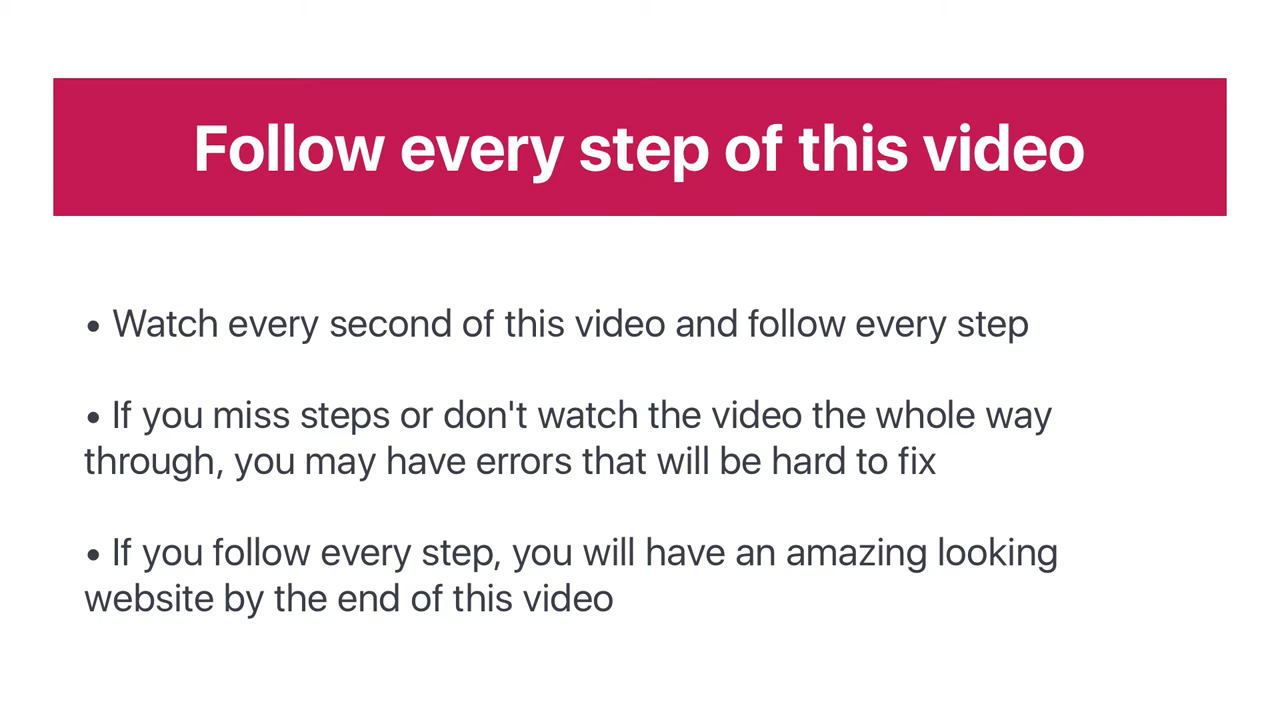 Follow every step of this video
• Watch every second of this video and follow every step
• If you miss steps or don't watch the video the whole way
through, you may have errors that will be hard to fix
• If you follow every step, you will have an amazing looking
website by the end of this video